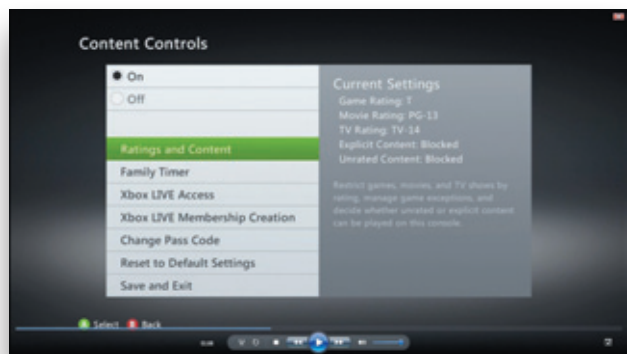 Content Controls
On
Off
Ratings and Content
Family Timer
Xbox LIVE Access
Xbox LIVE Membership Creation
Change Pass Code
Reset to Default Settings
Save and Exit
Current Settings
Game Rating: T
Movie Rating: PG-13
TV Rating: TV-14
Explicit Content: Blocked
Unrated Content: Blocked
Restrict games, movies, and TV shows by
rating, manage game exceptions, and
decide whether unrated or explicit content
can be played on this console.
A Select B Back